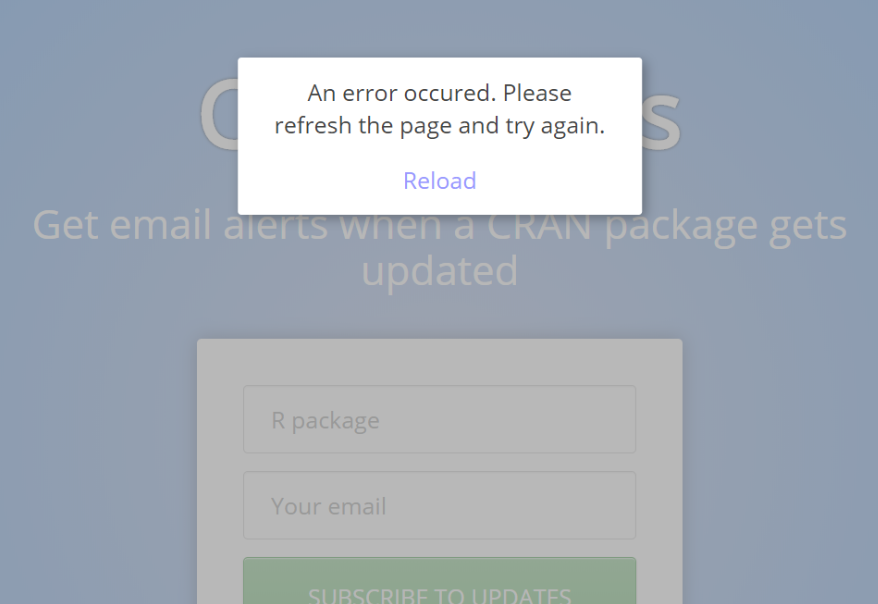 An error occured. Please
refresh the page and try again.
Reload
Get email alerts when a CRAN package gets
updated
R package
Your email
SUBSCRIBE TO UPDATES